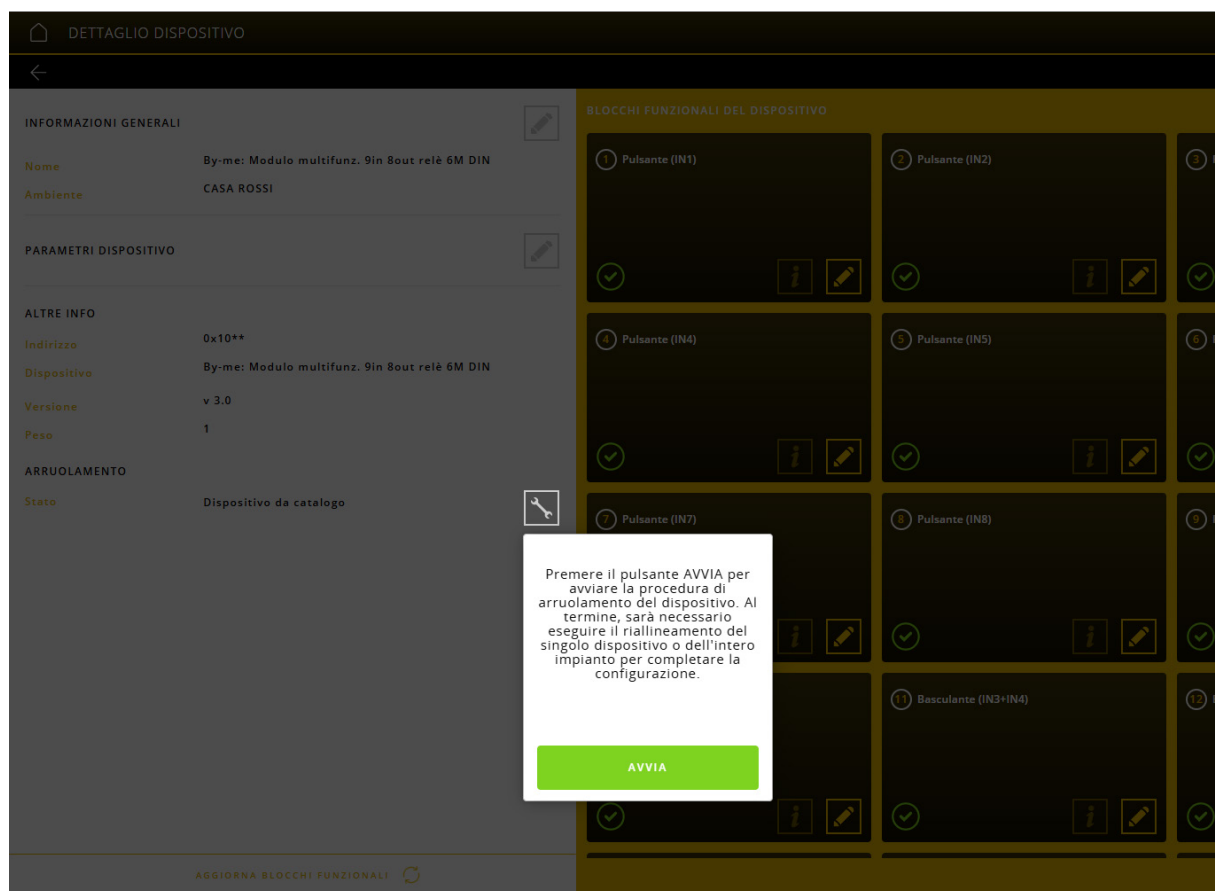 DETTAGLIO DISPOSITIVO
INFORMAZIONI GENERALI
Nome By-me: Modulo multifunz. 9in 8out relè 6M DIN
Ambiente CASA ROSSI
PARAMETRI DISPOSITIVO
ALTRE INFO
Indirizzo 0x10**
Dispositivo By-me: Modulo multifunz. 9in 8out relè 6M DIN
Versione v 3.0
Peso 1
ARRUOLAMENTO
Stato Dispositivo da catalogo
Premere il pulsante AVVIA per
avviare la procedura di
arruolamento del dispositivo. Al
termine, sarà necessario
eseguire il riallineamento del
singolo dispositivo o dell'intero
impianto per completare la
configurazione.
AVVIA
AGGIORNA BLOCCHI FUNZIONALI
BLOCCHI FUNZIONALI DEL DISPOSITIVO
1 Pulsante (IN1)
2 Pulsante (IN2)
3
4 Pulsante (IN4)
5 Pulsante (IN5)
6
7 Pulsante (IN7)
8 Pulsante (IN8)
9
11 Basculante (IN3+IN4)
12